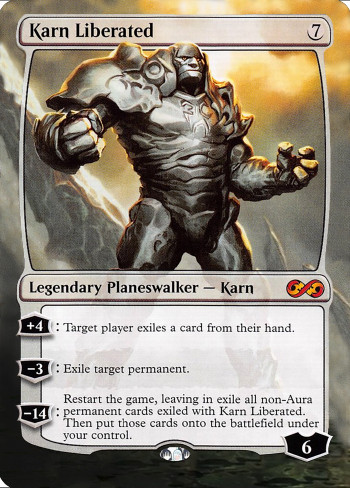 Karn Liberated 7
Legendary Planeswalker — Karn
+4: Target player exiles a card from their hand.
-3: Exile target permanent.
-14: Restart the game, leaving in exile all non-Aura
permanent cards exiled with Karn Liberated.
Then put those cards onto the battlefield under
your control.
6